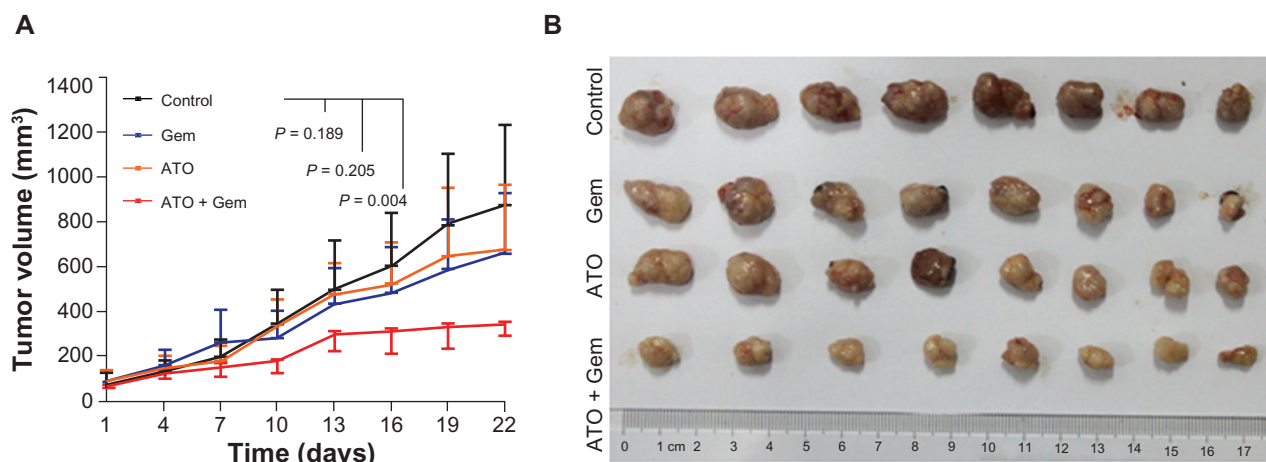 A
Tumor volume (mm³)
1400
1200
1000
800
600
400
200
0
Control
Gem
ATO
ATO + Gem
P = 0.189
P = 0.205
P = 0.004
1 4 7 10 13 16 19 22
Time (days)
B
Control
Gem
ATO
ATO + Gem
0 1 cm 2 3 4 5 6 7 8 9 10 11 12 13 14 15 16 17